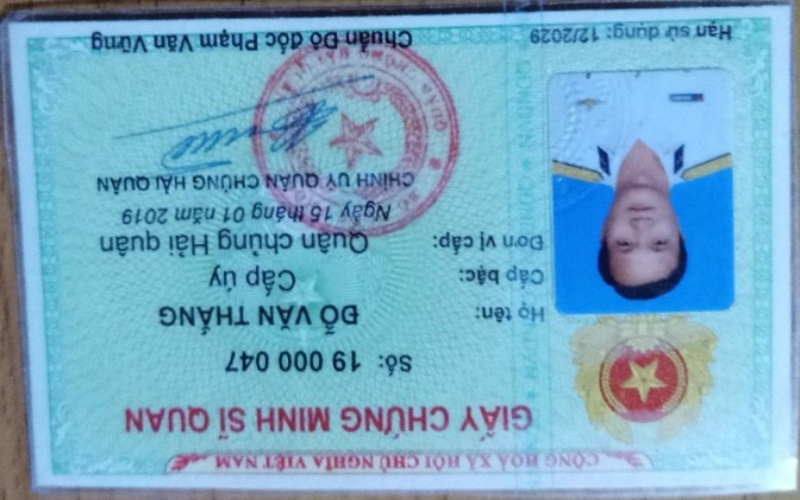 CỘNG HOÀ XÃ HỘI CHỦ NGHĨA VIỆT NAM
GIẤY CHỨNG MINH SĨ QUAN
Số: 19 000 047
Họ tên: ĐỖ VĂN THẮNG
Cấp bậc: Cấp úy
Đơn vị cấp: Quân chủng Hải quân
Ngày 15 tháng 01 năm 2019
CHÍNH UỶ QUÂN CHỦNG HẢI QUÂN
Hạn sử dụng: 12/2029
Chuẩn Đô đốc Phạm Văn Vững